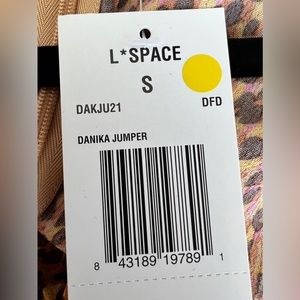 L*SPACE
S
DAKJU21 DFD
DANIKA JUMPER
8 43189 19789 1